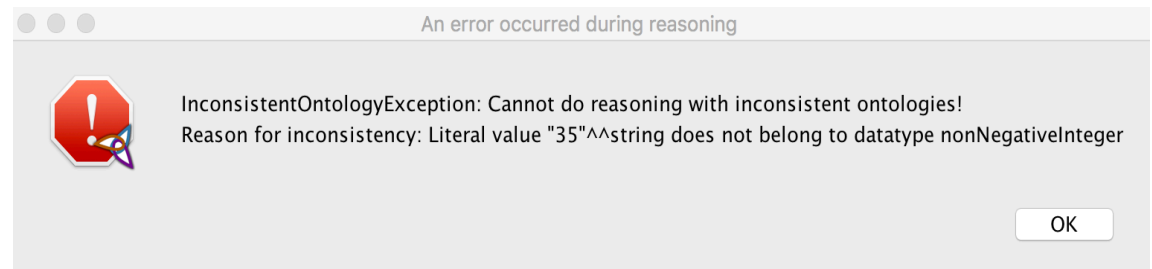 An error occurred during reasoning
InconsistentOntologyException: Cannot do reasoning with inconsistent ontologies!
Reason for inconsistency: Literal value "35"^^string does not belong to datatype nonNegativeInteger
OK